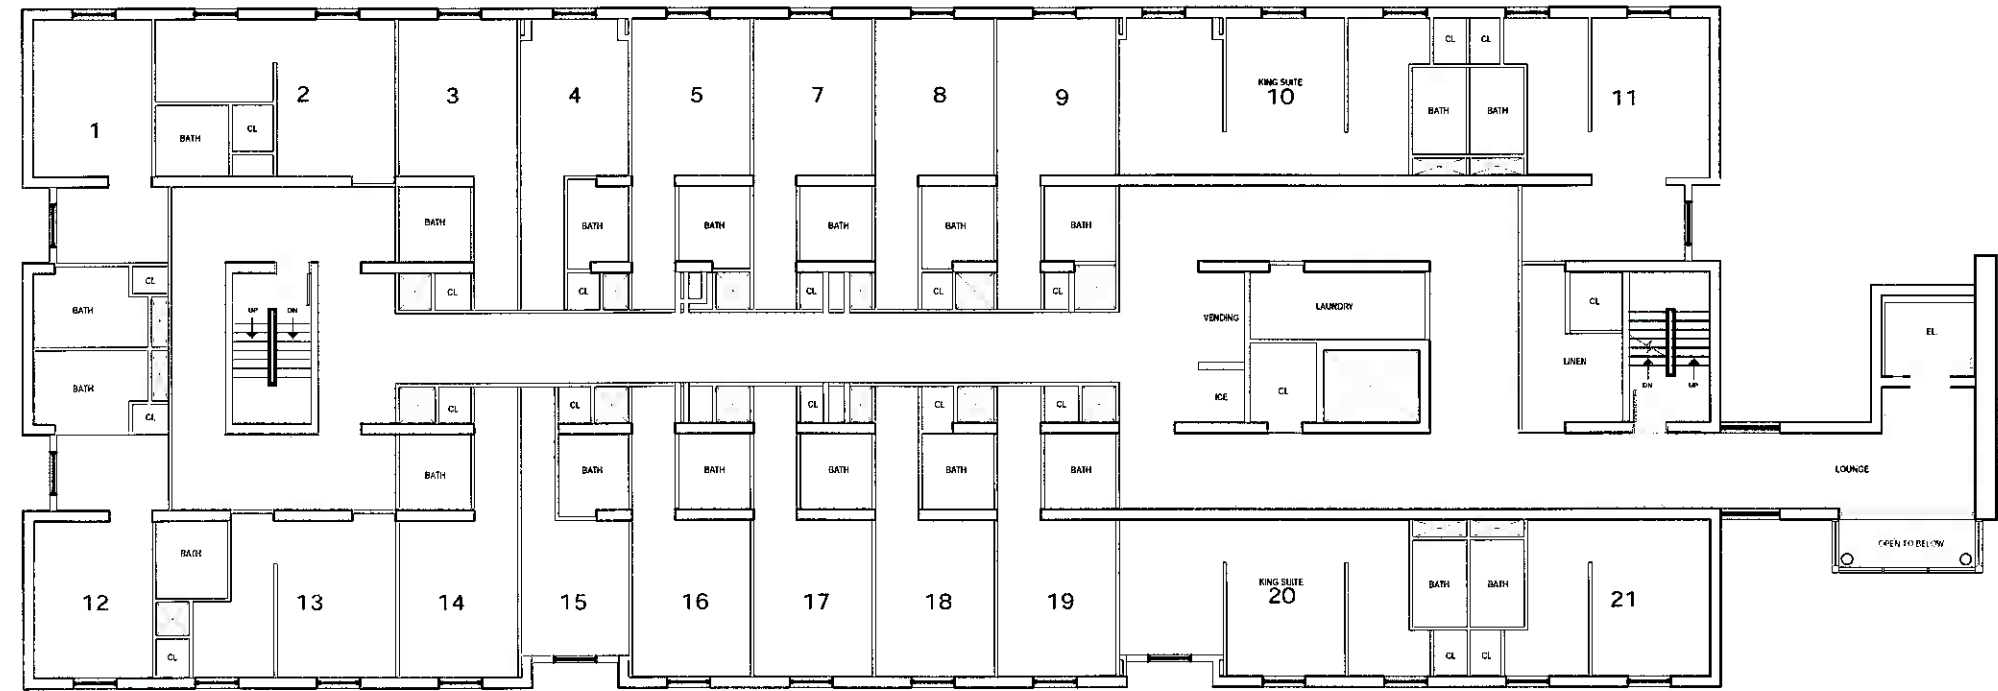 CL
CL
KING SUITE
1
2
3
4
5
7
8
9
10
11
BATH
CL
BATH
BATH
BATH
BATH
BATH
BATH
BATH
BATH
CL
BATH
CL
CL
CL
CL
CL
UP
DN
VENDING
LAUNDRY
CL
EL.
LINEN
BATH
CL
ICE
CL
DN
UP
CL
CL
CL
CL
CL
BATH
BATH
BATH
BATH
BATH
BATH
LOUNGE
BATH
OPEN TO BELOW
KING SUITE
BATH
BATH
12
13
14
15
16
17
18
19
20
21
CL
CL
CL